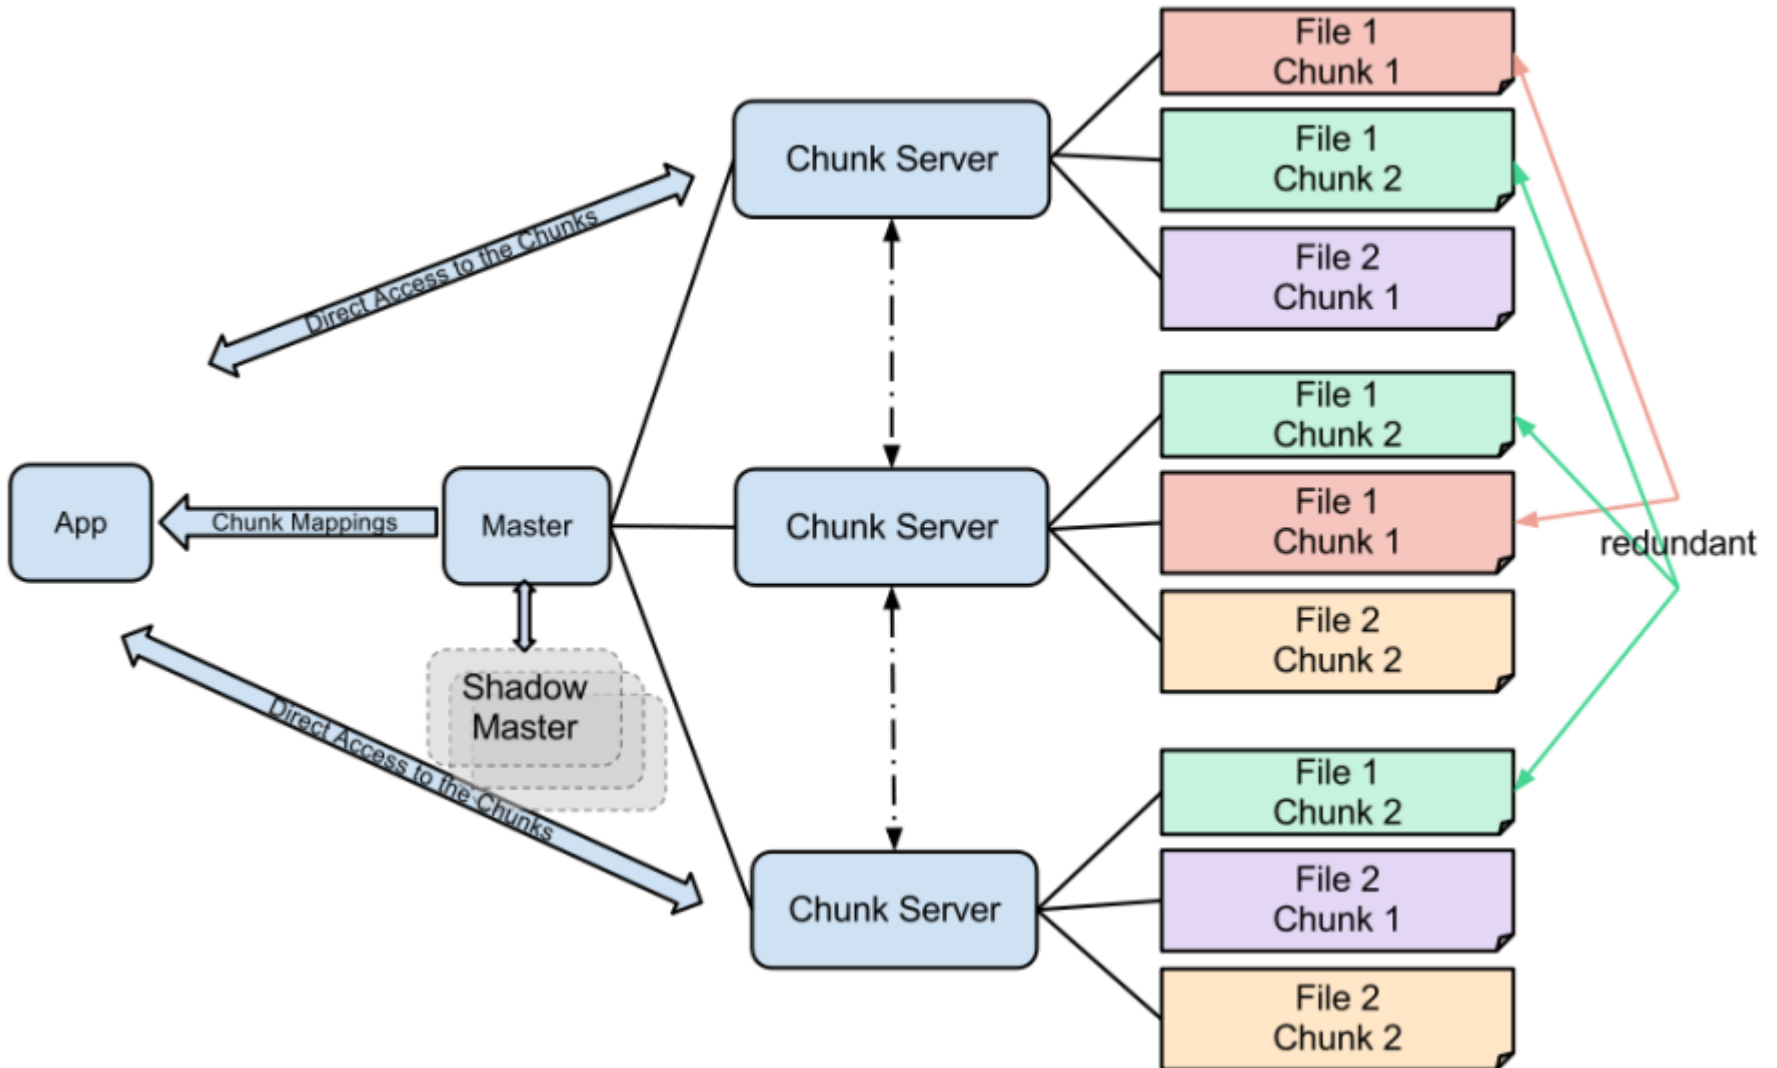 File 1
Chunk 1
File 1
Chunk 2
File 2
Chunk 1
Chunk Server
Direct Access to the Chunks
File 1
Chunk 2
File 1
Chunk 1
File 2
Chunk 2
redundant
Chunk Server
App
Chunk Mappings
Master
Shadow
Master
Direct Access to the Chunks
File 1
Chunk 2
File 2
Chunk 1
File 2
Chunk 2
Chunk Server